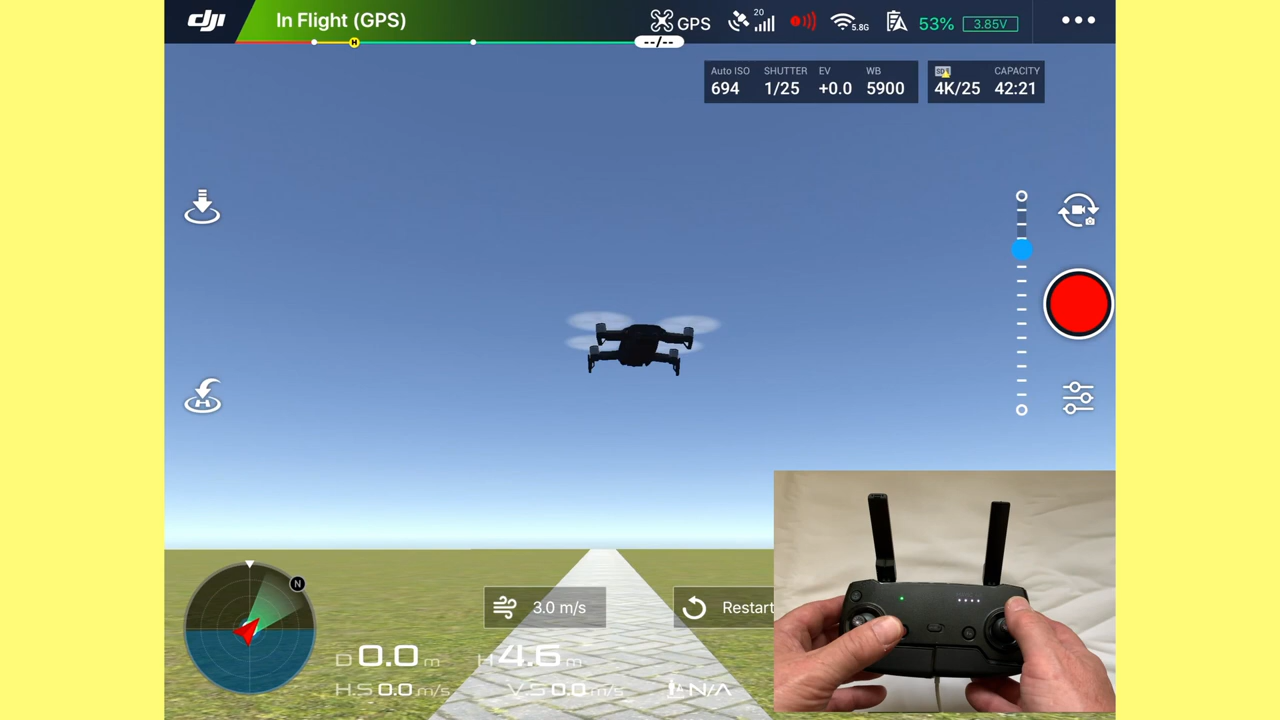 dji In Flight (GPS) GPS 20 5.8G 53% 3.85V
H --/--
Auto ISO SHUTTER EV WB CAPACITY
694 1/25 +0.0 5900 4K/25 42:21
H
N
3.0 m/s Restart
D 0.0 m H 4.6 m
H.S 0.0 m/s V.S 0.0 m/s N/A